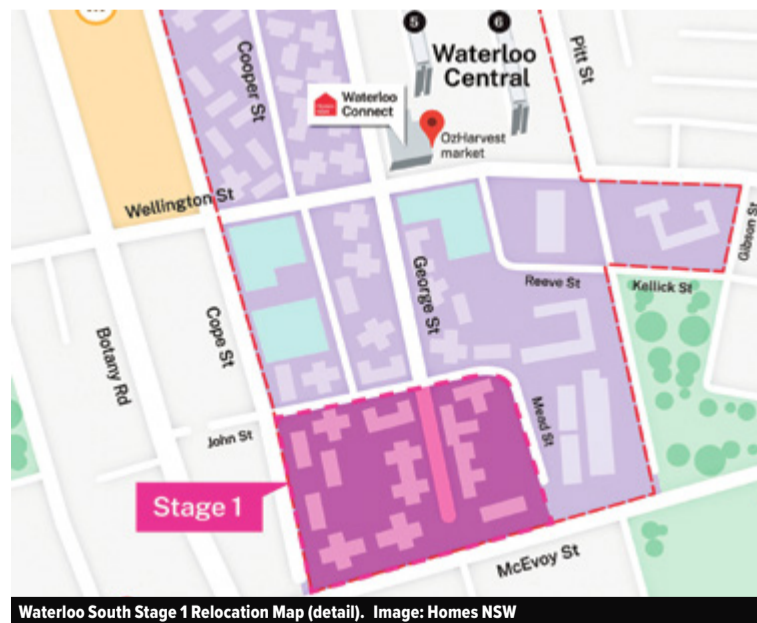 5
6
Pitt St
Cooper St
Waterloo
Central
Waterloo
Connect
OzHarvest
market
Wellington St
Gibson St
George St
Reeve St
Kellick St
Cope St
Botany Rd
Mead St
John St
Stage 1
McEvoy St
Waterloo South Stage 1 Relocation Map (detail). Image: Homes NSW